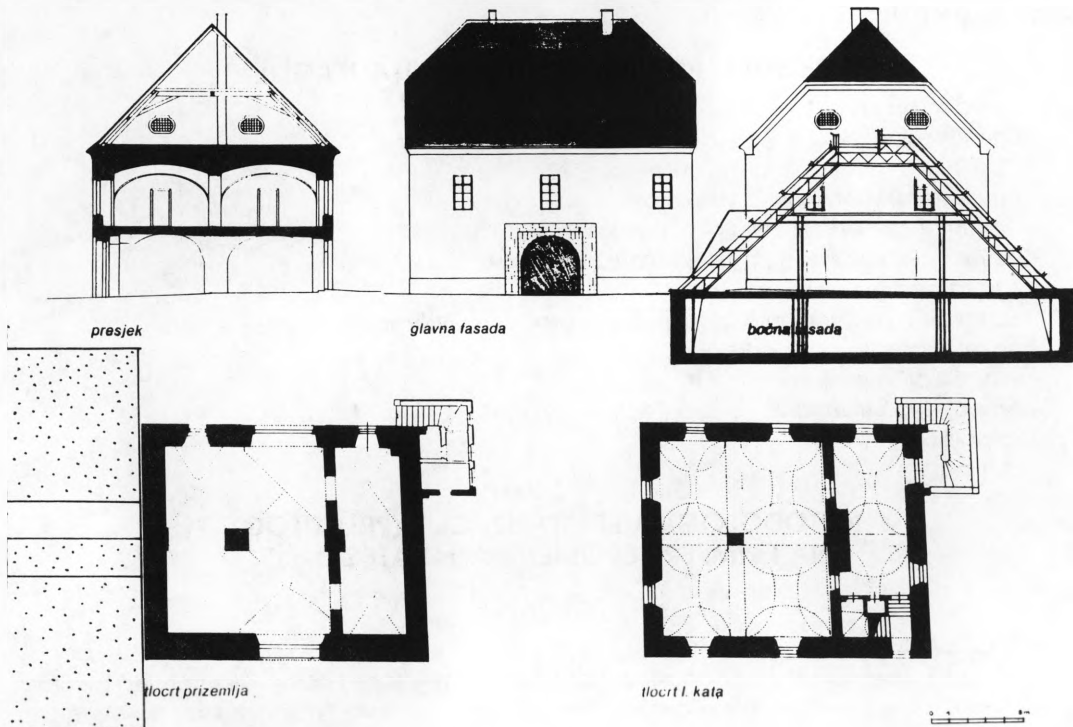 presjek
glavna fasada
bočna fasada
tlocrt prizemlja
tlocrt I. kata